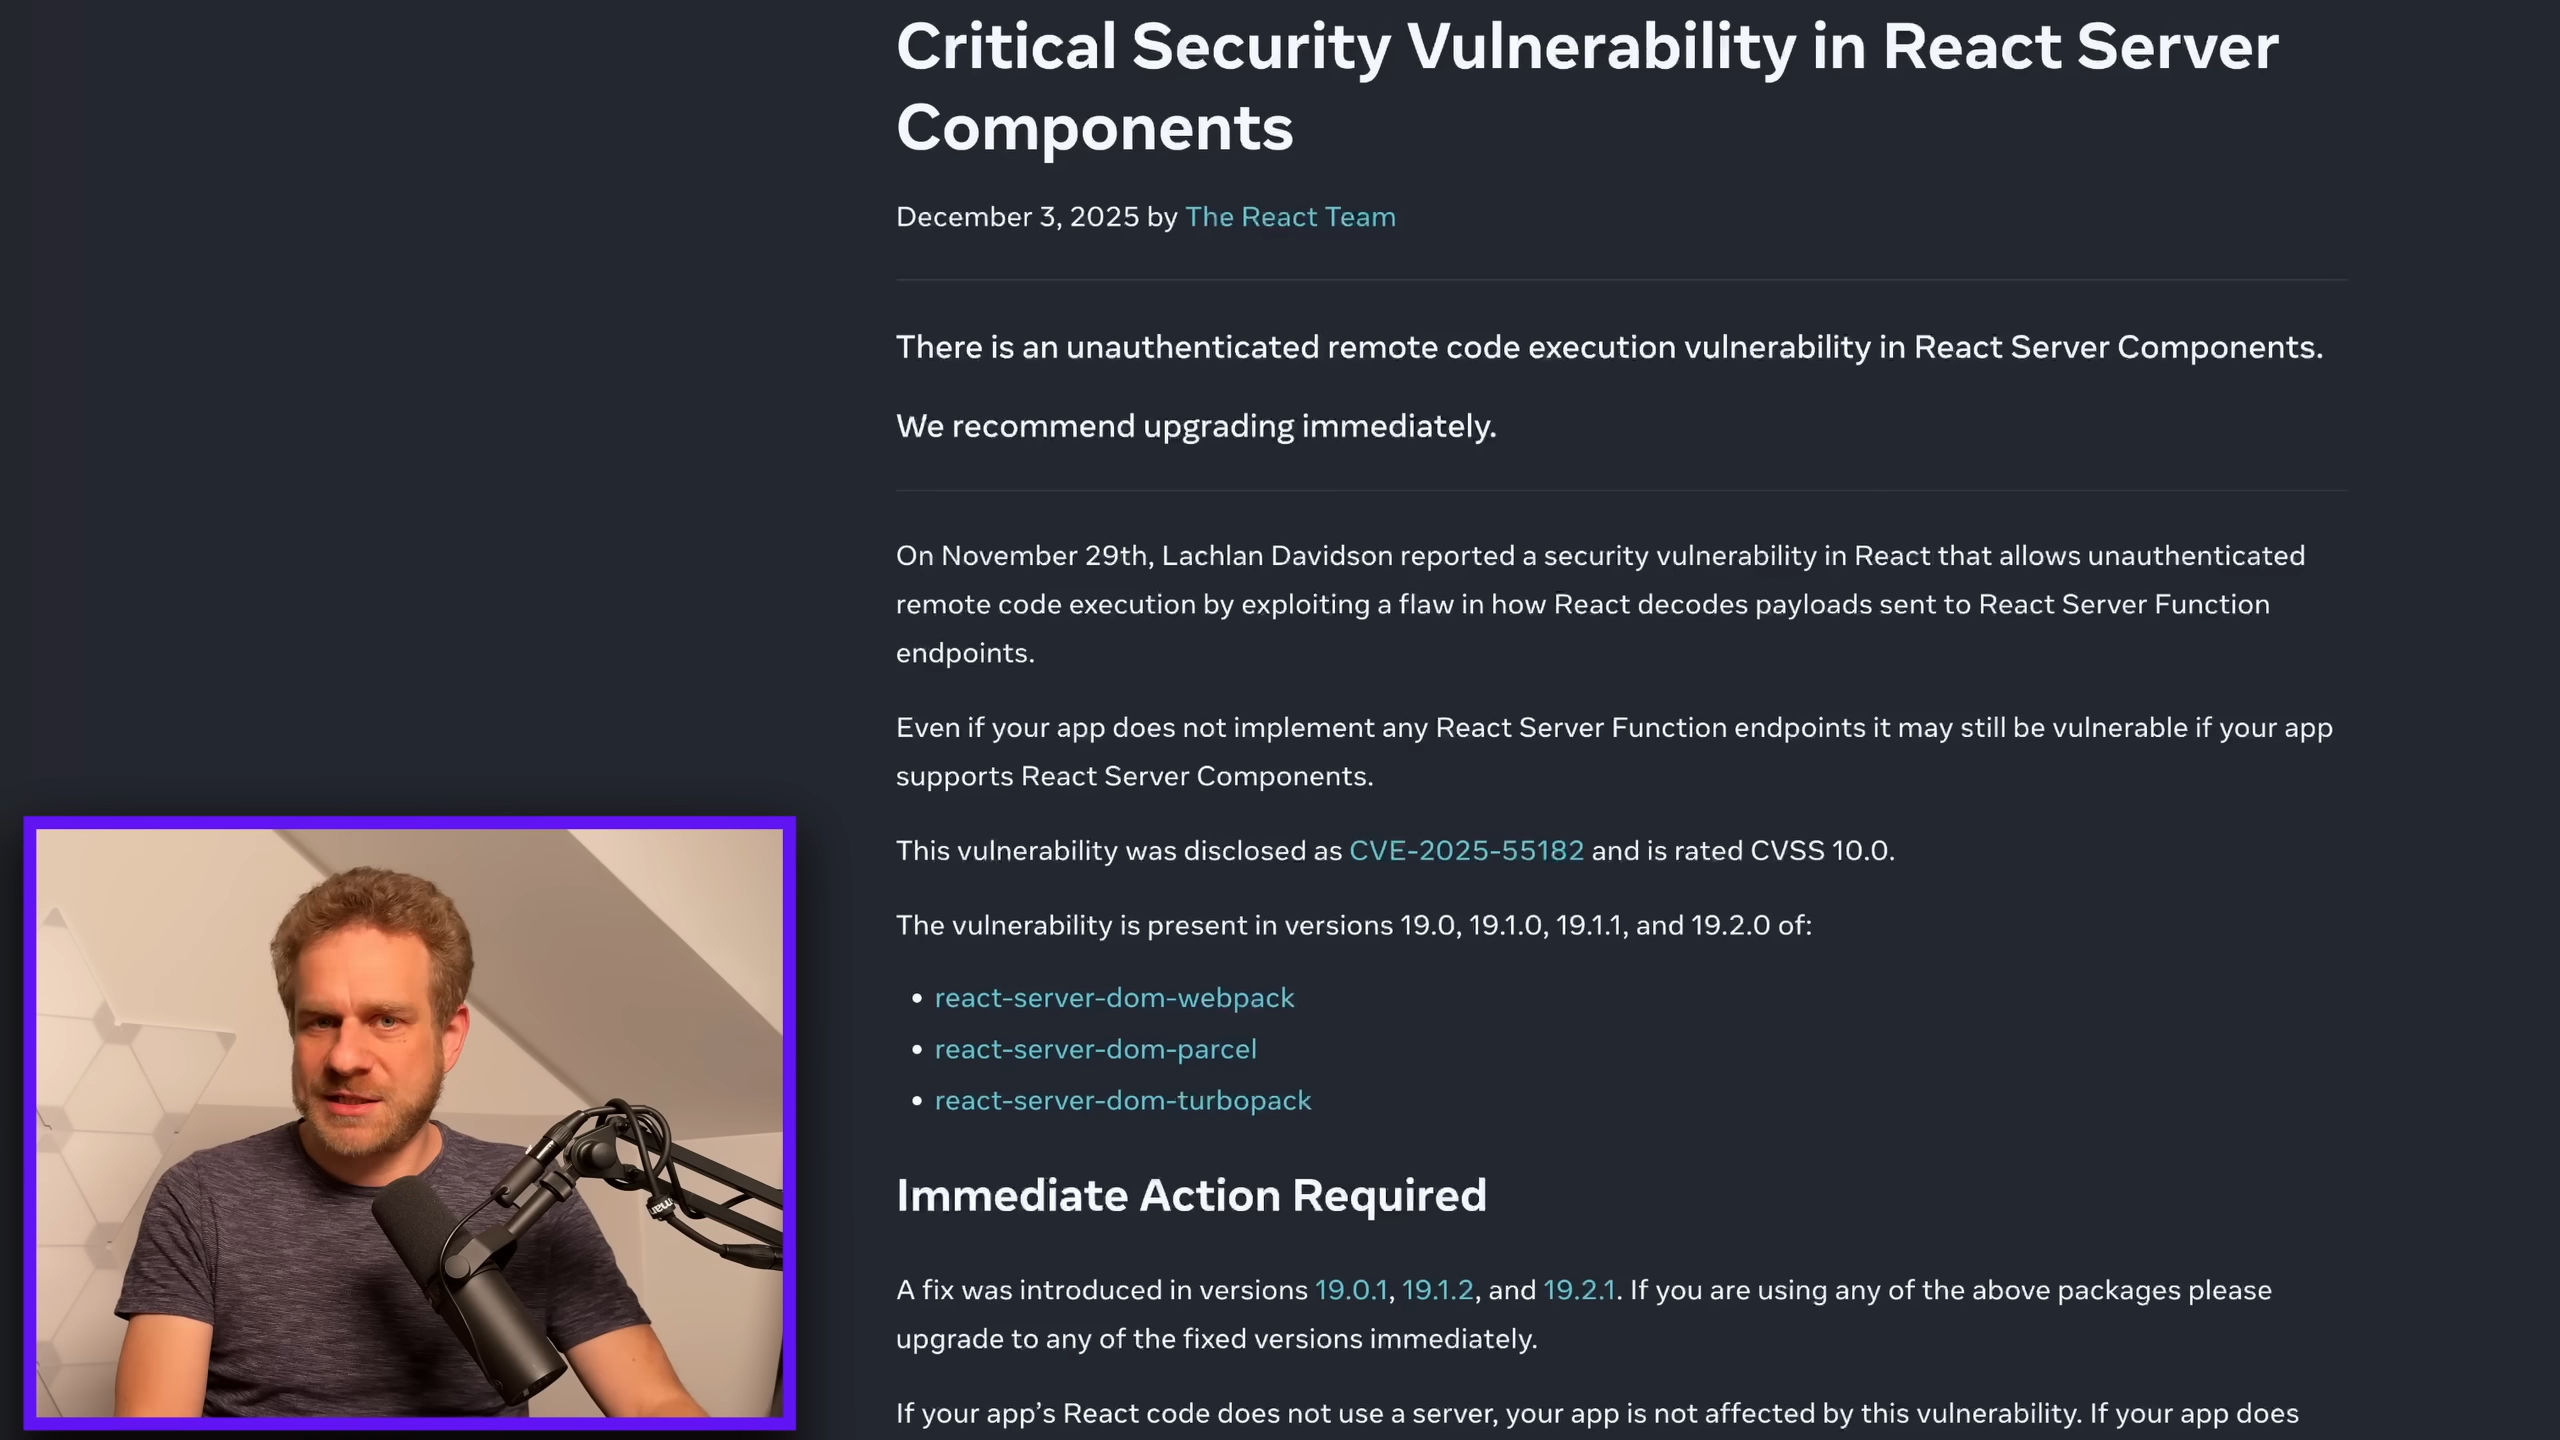 Critical Security Vulnerability in React Server
Components
December 3, 2025 by The React Team
There is an unauthenticated remote code execution vulnerability in React Server Components.
We recommend upgrading immediately.
On November 29th, Lachlan Davidson reported a security vulnerability in React that allows unauthenticated
remote code execution by exploiting a flaw in how React decodes payloads sent to React Server Function
endpoints.
Even if your app does not implement any React Server Function endpoints it may still be vulnerable if your app
supports React Server Components.
This vulnerability was disclosed as CVE-2025-55182 and is rated CVSS 10.0.
The vulnerability is present in versions 19.0, 19.1.0, 19.1.1, and 19.2.0 of:
• react-server-dom-webpack
• react-server-dom-parcel
• react-server-dom-turbopack
Immediate Action Required
A fix was introduced in versions 19.0.1, 19.1.2, and 19.2.1. If you are using any of the above packages please
upgrade to any of the fixed versions immediately.
If your app’s React code does not use a server, your app is not affected by this vulnerability. If your app does